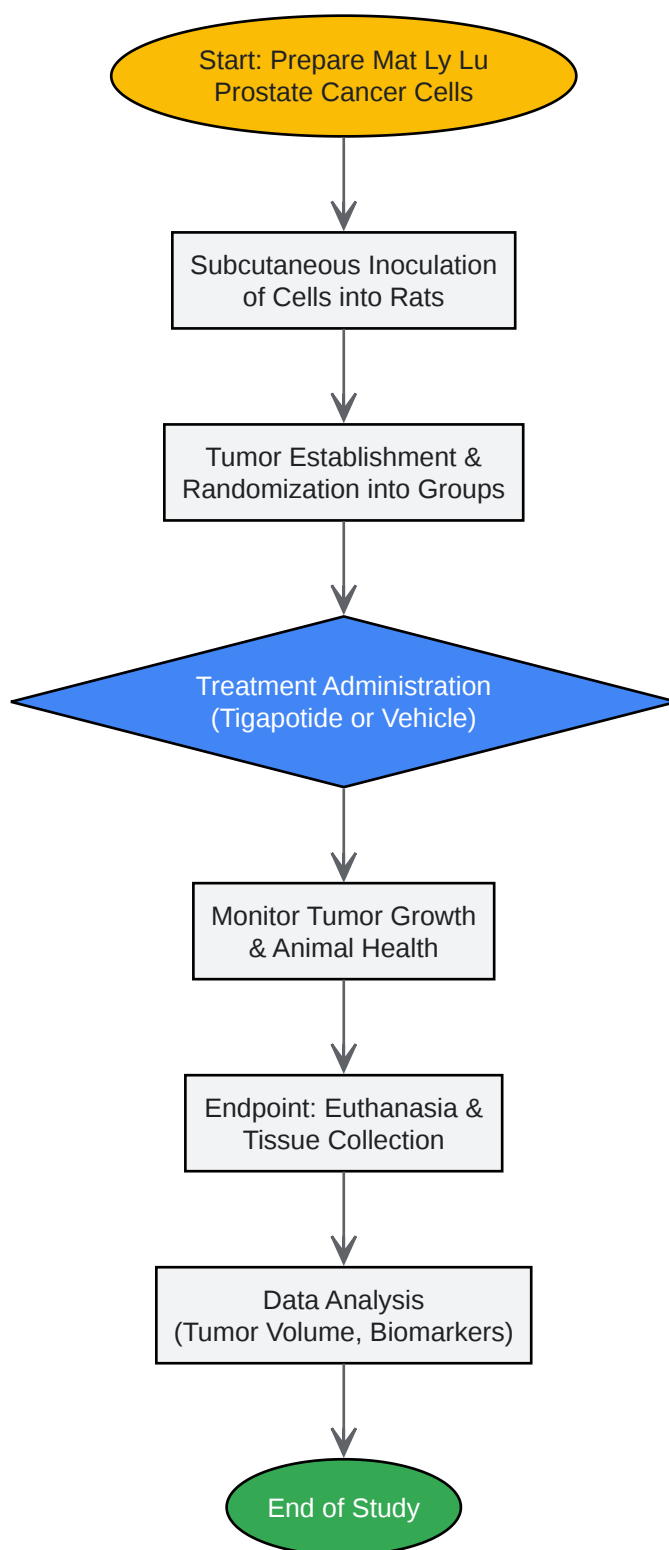 Start: Prepare Mat Ly Lu
Prostate Cancer Cells
Subcutaneous Inoculation
of Cells into Rats
Tumor Establishment &
Randomization into Groups
Treatment Administration
(Tigapotide or Vehicle)
Monitor Tumor Growth
& Animal Health
Endpoint: Euthanasia &
Tissue Collection
Data Analysis
(Tumor Volume, Biomarkers)
End of Study